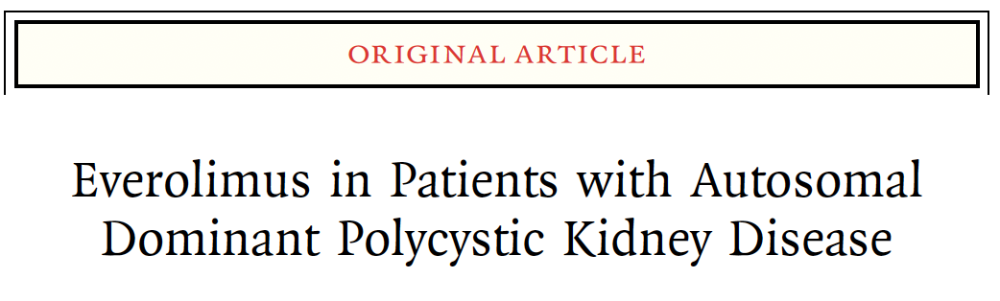 ORIGINAL ARTICLE
Everolimus in Patients with Autosomal
Dominant Polycystic Kidney Disease